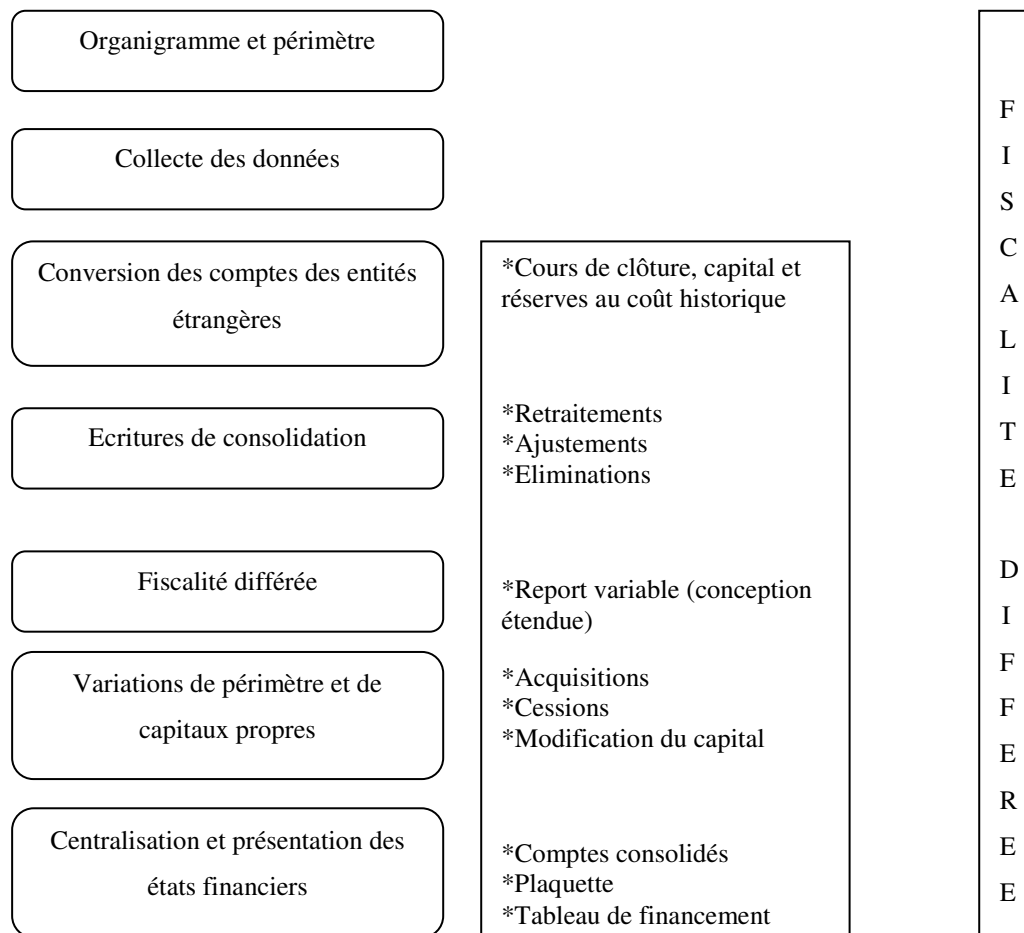 Organigramme et périmètre
Collecte des données
Conversion des comptes des entités
étrangères
*Cours de clôture, capital et
réserves au coût historique
Ecritures de consolidation
*Retraitements
*Ajustements
*Eliminations
Fiscalité différée
*Report variable (conception
étendue)
Variations de périmètre et de
capitaux propres
*Acquisitions
*Cessions
*Modification du capital
Centralisation et présentation des
états financiers
*Comptes consolidés
*Plaquette
*Tableau de financement
F
I
S
C
A
L
I
T
E
D
I
F
F
E
R
E
E